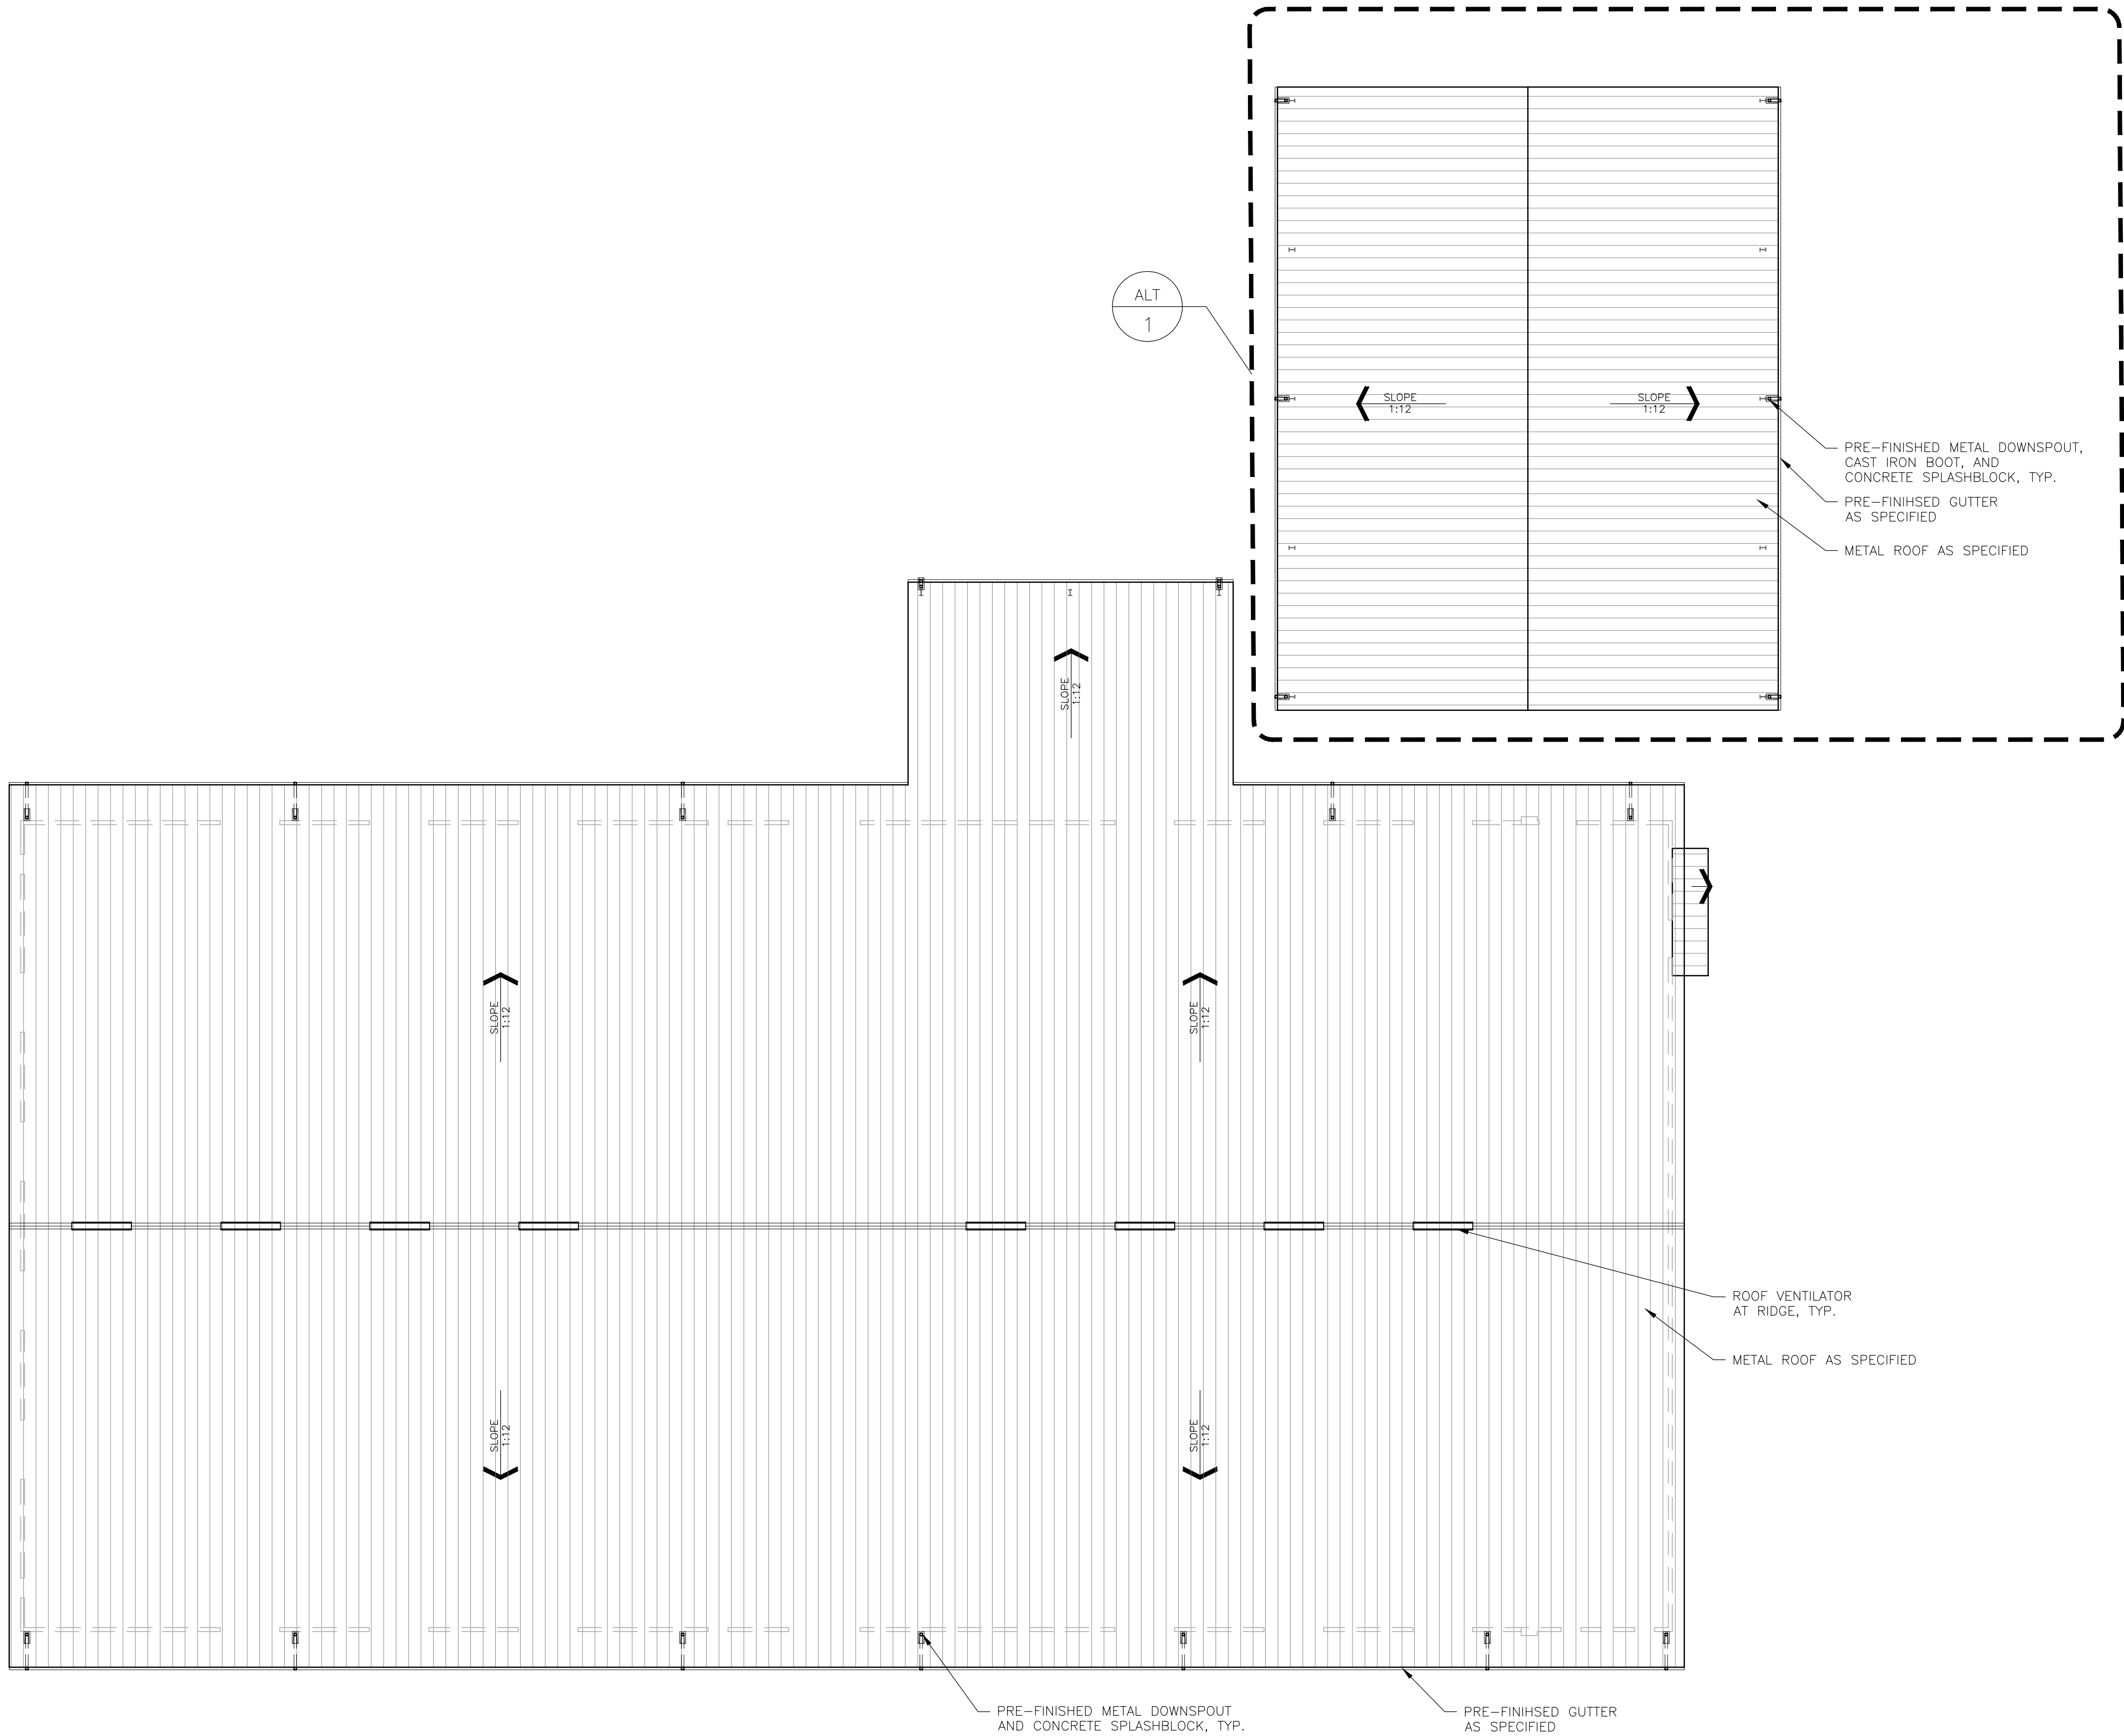 ALT
1
SLOPE
1:12
SLOPE
1:12
PRE-FINISHED METAL DOWNSPOUT,
CAST IRON BOOT, AND
CONCRETE SPLASHBLOCK, TYP.
PRE-FINIHSED GUTTER
AS SPECIFIED
METAL ROOF AS SPECIFIED
SLOPE
1:12
SLOPE
1:12
SLOPE
1:12
ROOF VENTILATOR
AT RIDGE, TYP.
METAL ROOF AS SPECIFIED
SLOPE
1:12
SLOPE
1:12
PRE-FINISHED METAL DOWNSPOUT
AND CONCRETE SPLASHBLOCK, TYP.
PRE-FINIHSED GUTTER
AS SPECIFIED